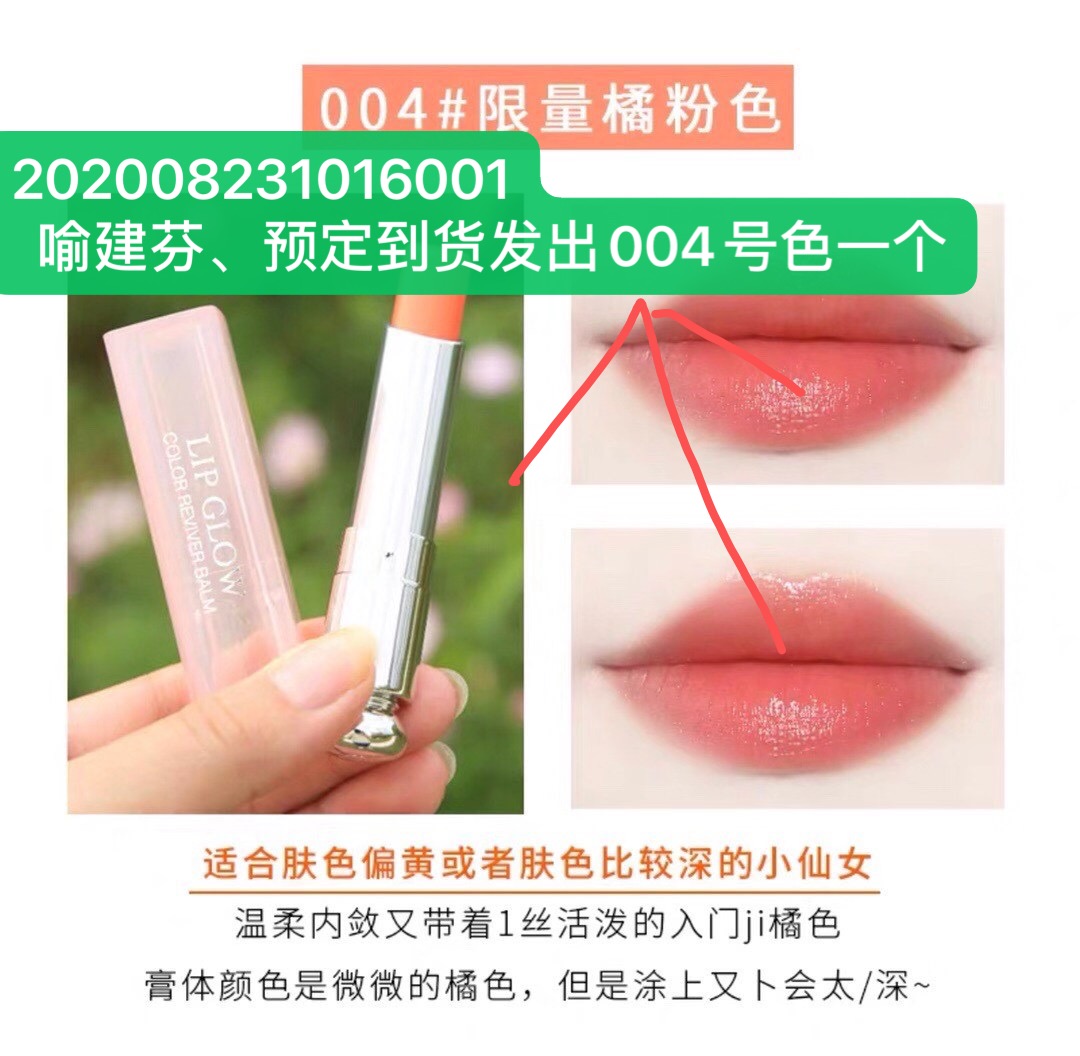 004#限量橘粉色
202008231016001
喻建芬、预定到货发出004号色一个
LIP GLOW
COLOR REVIVER BALM
适合肤色偏黄或者肤色比较深的小仙女
温柔内敛又带着1丝活泼的入门ji橘色
膏体颜色是微微的橘色，但是涂上又卜会太/深~